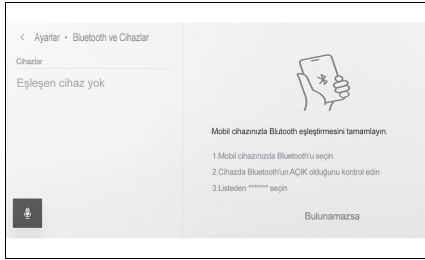 < Ayarlar • Bluetooth ve Cihazlar
Cihazlar
Eşleşen cihaz yok
Mobil cihazınızla Blutooth eşleştirmesini tamamlayın.
1.Mobil cihazınızda Bluetooth'u seçin
2.Cihazda Bluetooth'un AÇIK olduğunu kontrol edin
3.Listeden ******* seçin
Bulunamazsa